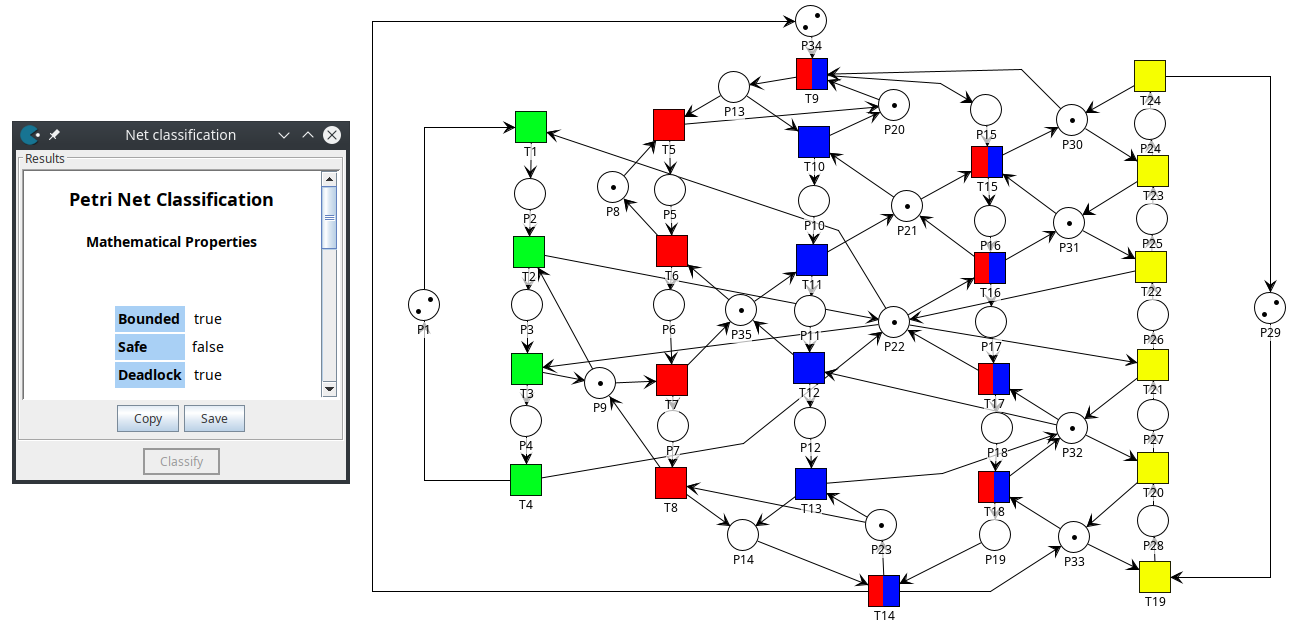 Net classification
Results
Petri Net Classification
Mathematical Properties
Bounded true
Safe false
Deadlock true
Copy Save
Classify
P34
T9
T24
P13
P20
P15
P30
P24
T1
T5
T10
T15
T23
P8
P2
P5
P10
P21
P16
P31
P25
T2
T6
T11
T16
T22
P1
P3
P6
P35
P11
P22
P17
P26
P29
T3
P9
T7
T12
T17
T21
P4
P7
P12
P18
P32
P27
T4
T8
T13
T18
T20
P14
P23
P19
P33
P28
T14
T19